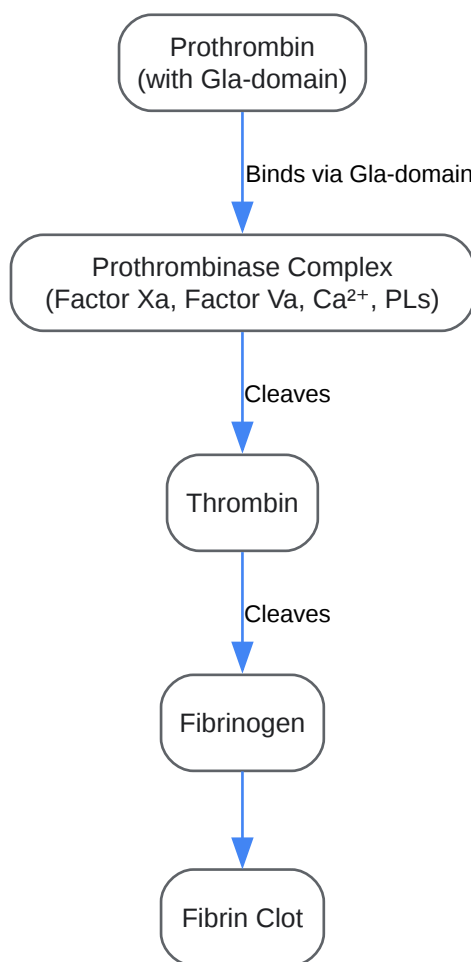 Prothrombin
(with Gla-domain)
Binds via Gla-domain
Prothrombinase Complex
(Factor Xa, Factor Va, Ca²⁺, PLs)
Cleaves
Thrombin
Cleaves
Fibrinogen
Fibrin Clot